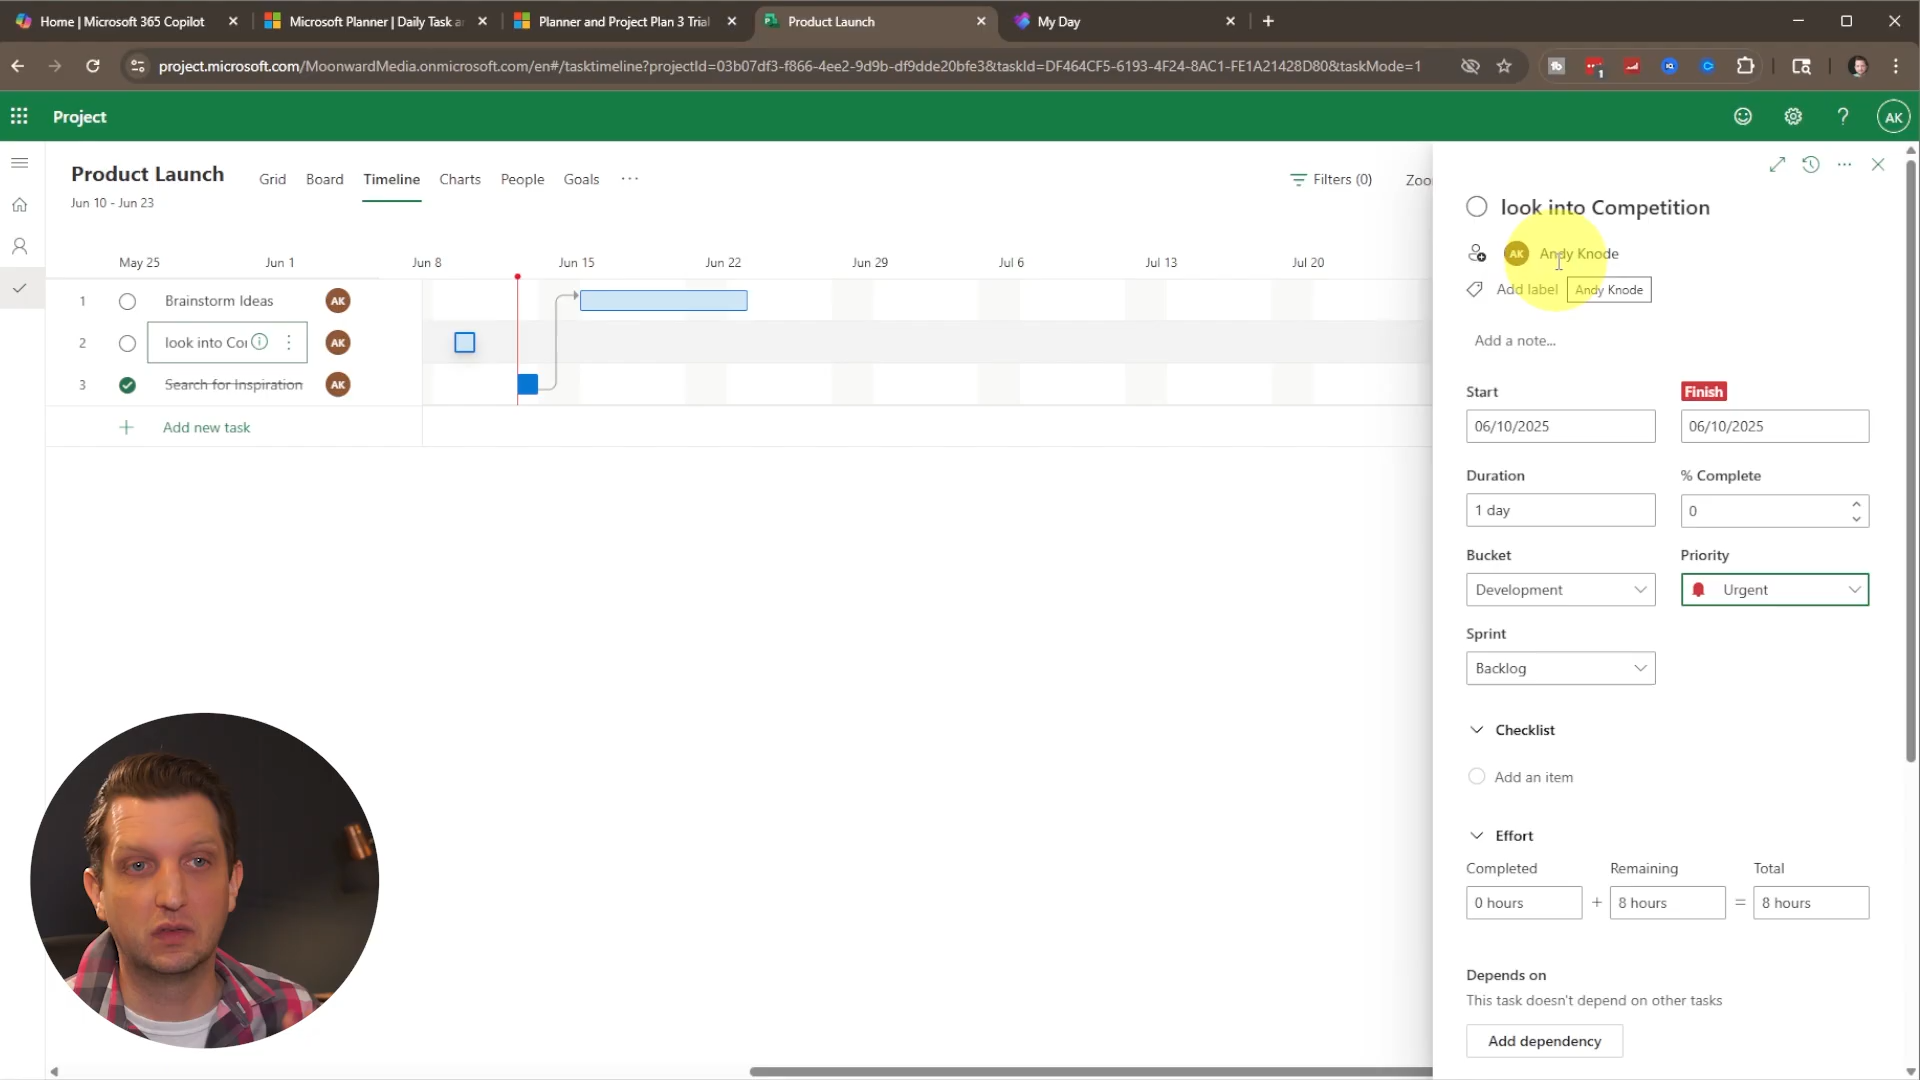 Home | Microsoft 365 Copilot
Microsoft Planner | Daily Task a
Planner and Project Plan 3 Trial
Product Launch
My Day
project.microsoft.com/MoonwardMedia.onmicrosoft.com/en#/tasktimeline?projectId=03b07df3-f866-4ee2-9d9b-df9dde20bfe3&taskId=DF464CF5-6193-4F24-8AC1-FE1A21428D80&taskMode=1
Project
AK
Product Launch
Grid
Board
Timeline
Charts
People
Goals
Filters (0)
Zoo
Jun 10 - Jun 23
May 25
Jun 1
Jun 8
Jun 15
Jun 22
Jun 29
Jul 6
Jul 13
Jul 20
1 Brainstorm Ideas AK
2 look into Co AK
3 Search for Inspiration AK
Add new task
look into Competition
AK Andy Knode
Add label
Andy Knode
Add a note...
Start
Finish
06/10/2025
06/10/2025
Duration
% Complete
1 day
0
Bucket
Priority
Development
Urgent
Sprint
Backlog
Checklist
Add an item
Effort
Completed
Remaining
Total
0 hours + 8 hours = 8 hours
Depends on
This task doesn't depend on other tasks
Add dependency